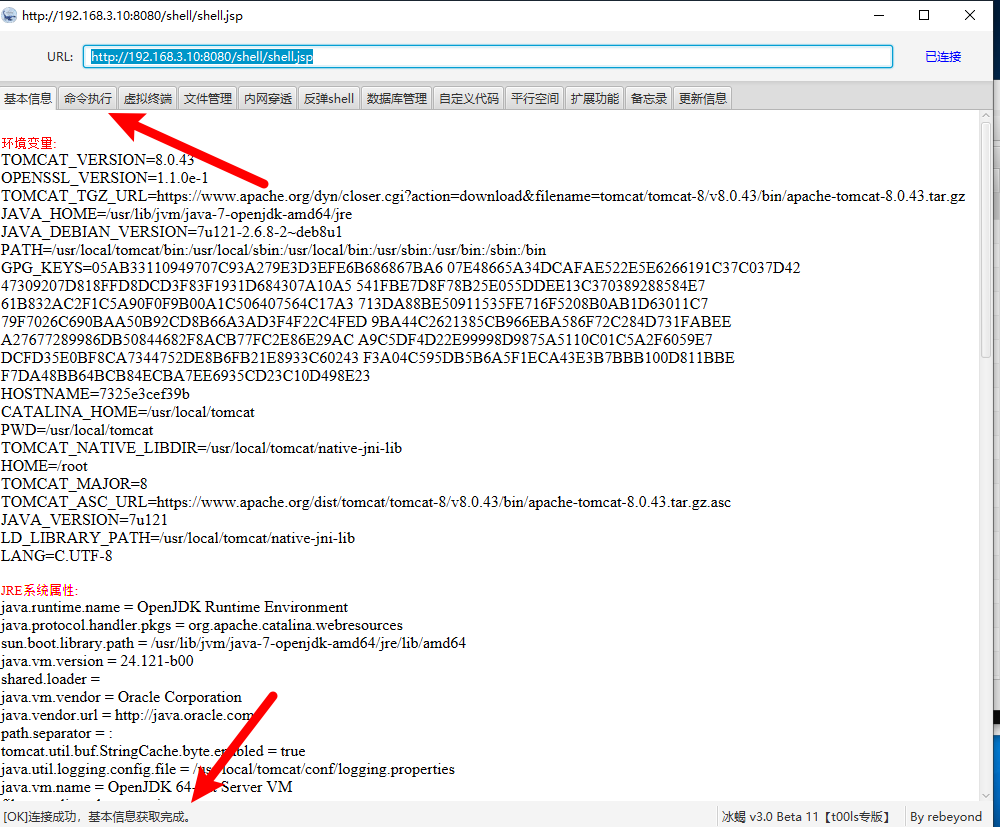 http://192.168.3.10:8080/shell/shell.jsp
URL: http://192.168.3.10:8080/shell/shell.jsp 已连接
基本信息 命令执行 虚拟终端 文件管理 内网穿透 反弹shell 数据库管理 自定义代码 平行空间 扩展功能 备忘录 更新信息
环境变量:
TOMCAT_VERSION=8.0.43
OPENSSL_VERSION=1.1.0e-1
TOMCAT_TGZ_URL=https://www.apache.org/dyn/closer.cgi?action=download&filename=tomcat/tomcat-8/v8.0.43/bin/apache-tomcat-8.0.43.tar.gz
JAVA_HOME=/usr/lib/jvm/java-7-openjdk-amd64/jre
JAVA_DEBIAN_VERSION=7u121-2.6.8-2~deb8u1
PATH=/usr/local/tomcat/bin:/usr/local/sbin:/usr/local/bin:/usr/sbin:/usr/bin:/sbin:/bin
GPG_KEYS=05AB33110949707C93A279E3D3EFE6B686867BA6 07E48665A34DCAFAE522E5E6266191C37C037D42
47309207D818FFD8DCD3F83F1931D684307A10A5 541FBE7D8F78B25E055DDEE13C370389288584E7
61B832AC2F1C5A90F0F9B00A1C506407564C17A3 713DA88BE50911535FE716F5208B0AB1D63011C7
79F7026C690BAA50B92CD8B66A3AD3F4F22C4FED 9BA44C2621385CB966EBA586F72C284D731FABEE
A27677289986DB50844682F8ACB77FC2E86E29AC A9C5DF4D22E99998D9875A5110C01C5A2F6059E7
DCFD35E0BF8CA7344752DE8B6FB21E8933C60243 F3A04C595DB5B6A5F1ECA43E3B7BBB100D811BBE
F7DA48BB64BCB84ECBA7EE6935CD23C10D498E23
HOSTNAME=7325e3cef39b
CATALINA_HOME=/usr/local/tomcat
PWD=/usr/local/tomcat
TOMCAT_NATIVE_LIBDIR=/usr/local/tomcat/native-jni-lib
HOME=/root
TOMCAT_MAJOR=8
TOMCAT_ASC_URL=https://www.apache.org/dist/tomcat/tomcat-8/v8.0.43/bin/apache-tomcat-8.0.43.tar.gz.asc
JAVA_VERSION=7u121
LD_LIBRARY_PATH=/usr/local/tomcat/native-jni-lib
LANG=C.UTF-8
JRE系统属性:
java.runtime.name = OpenJDK Runtime Environment
java.protocol.handler.pkgs = org.apache.catalina.webresources
sun.boot.library.path = /usr/lib/jvm/java-7-openjdk-amd64/jre/lib/amd64
java.vm.version = 24.121-b00
shared.loader =
java.vm.vendor = Oracle Corporation
java.vendor.url = http://java.oracle.com
path.separator = :
tomcat.util.buf.StringCache.byte.enabled = true
java.util.logging.config.file = /usr/local/tomcat/conf/logging.properties
java.vm.name = OpenJDK 64-Bit Server VM
[OK]连接成功，基本信息获取完成。 冰蝎 v3.0 Beta 11【t00ls专版】 By rebeyond